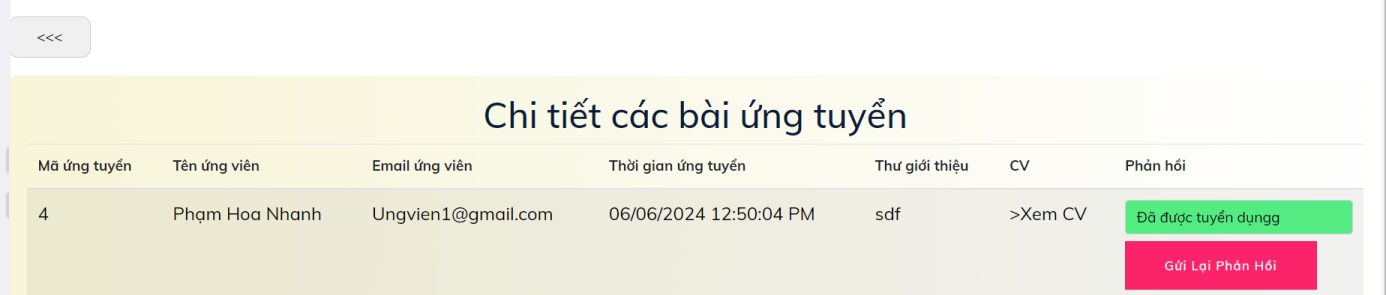 <<<
Chi tiết các bài ứng tuyển
Mã ứng tuyển Tên ứng viên Email ứng viên Thời gian ứng tuyển Thư giới thiệu CV Phản hồi
4 Phạm Hoa Nhanh Ungvien1@gmail.com 06/06/2024 12:50:04 PM sdf >Xem CV Đã được tuyển dụngg
Gửi Lại Phản Hồi